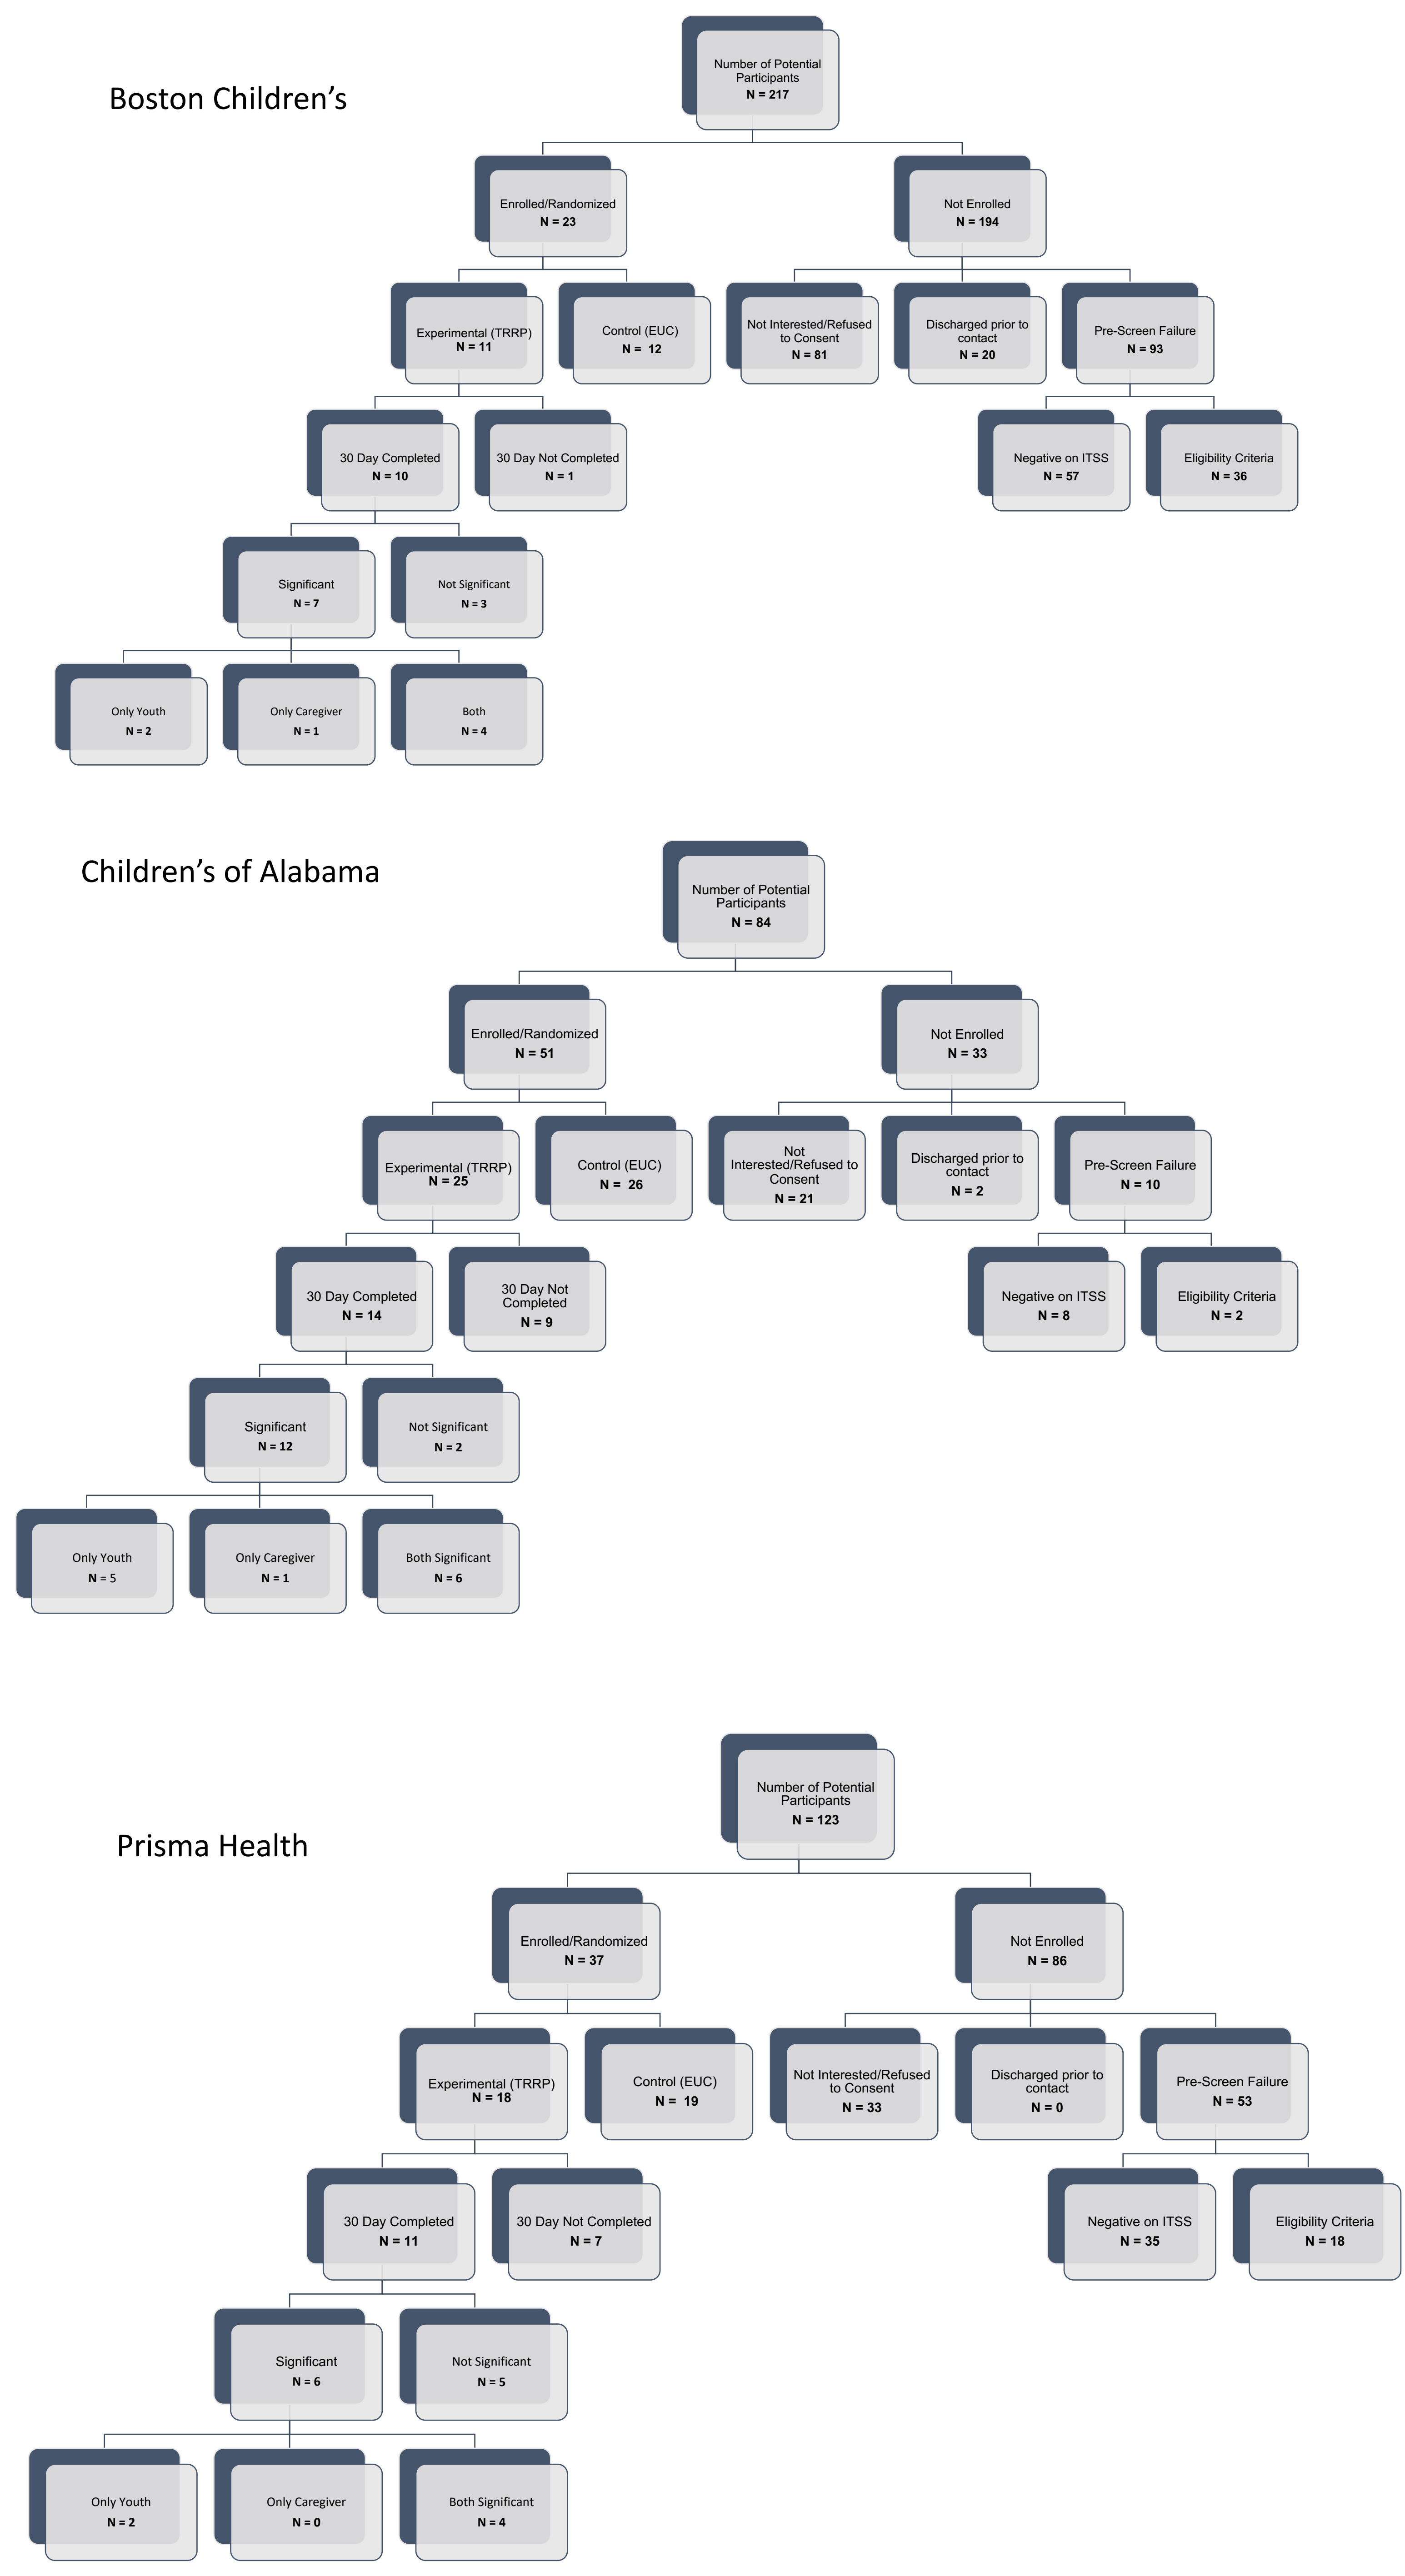 Boston Children's
Number of Potential
Participants
N = 217
Enrolled/Randomized
N = 23
Not Enrolled
N = 194
Experimental (TRRP)
N = 11
Control (EUC)
N = 12
Not Interested/Refused
to Consent
N = 81
Discharged prior to
contact
N = 20
Pre-Screen Failure
N = 93
30 Day Completed
N = 10
30 Day Not Completed
N = 1
Negative on ITSS
N = 57
Eligibility Criteria
N = 36
Significant
N = 7
Not Significant
N = 3
Only Youth
N = 2
Only Caregiver
N = 1
Both
N = 4
Children's of Alabama
Number of Potential
Participants
N = 84
Enrolled/Randomized
N = 51
Not Enrolled
N = 33
Experimental (TRRP)
N = 25
Control (EUC)
N = 26
Not
Interested/Refused to
Consent
N = 21
Discharged prior to
contact
N = 2
Pre-Screen Failure
N = 10
30 Day Completed
N = 14
30 Day Not
Completed
N = 9
Negative on ITSS
N = 8
Eligibility Criteria
N = 2
Significant
N = 12
Not Significant
N = 2
Only Youth
N = 5
Only Caregiver
N = 1
Both Significant
N = 6
Prisma Health
Number of Potential
Participants
N = 123
Enrolled/Randomized
N = 37
Not Enrolled
N = 86
Experimental (TRRP)
N = 18
Control (EUC)
N = 19
Not Interested/Refused
to Consent
N = 33
Discharged prior to
contact
N = 0
Pre-Screen Failure
N = 53
30 Day Completed
N = 11
30 Day Not Completed
N = 7
Negative on ITSS
N = 35
Eligibility Criteria
N = 18
Significant
N = 6
Not Significant
N = 5
Only Youth
N = 2
Only Caregiver
N = 0
Both Significant
N = 4